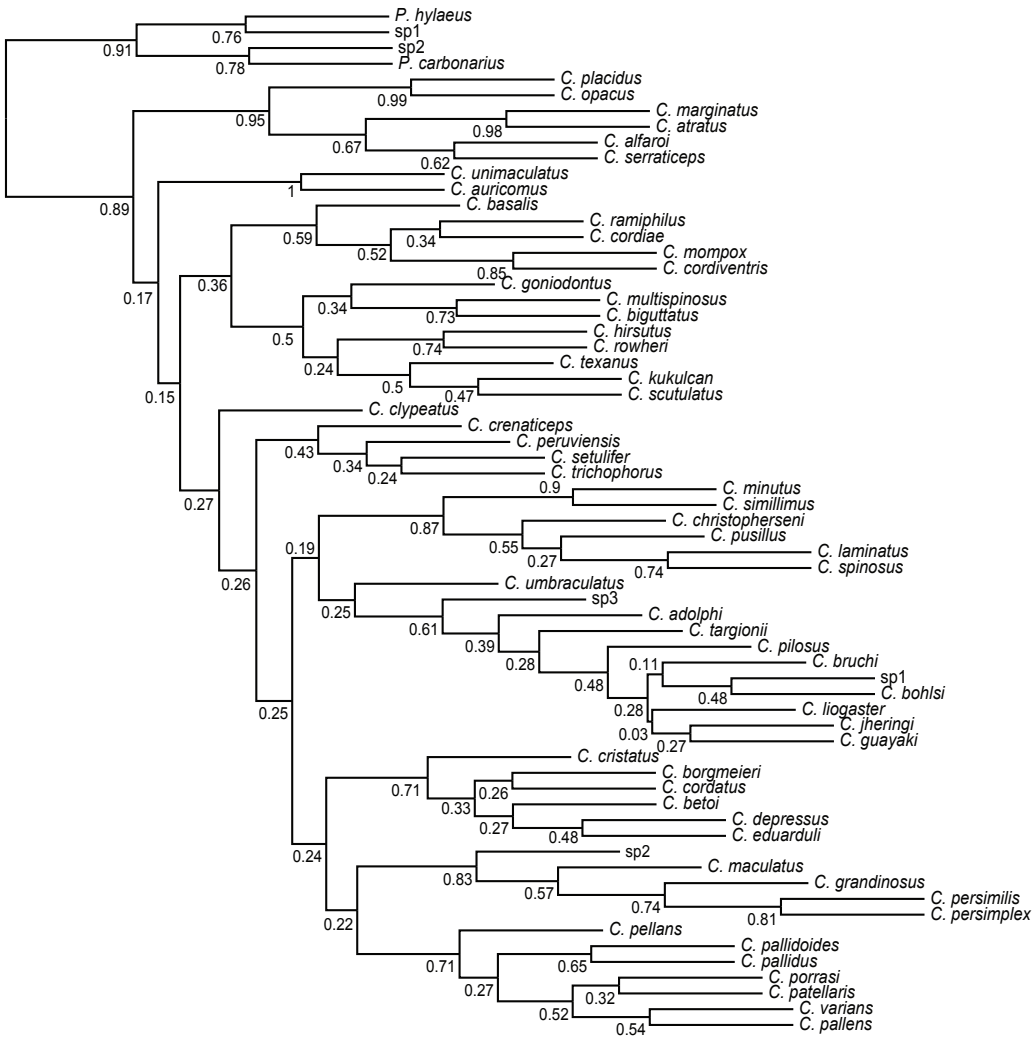 P. hylaeus
0.76
sp1
0.91
sp2
0.78
P. carbonarius
C. placidus
0.99
C. opacus
0.95
C. marginatus
0.98
C. atratus
0.67
C. alfaroi
0.62
C. serraticeps
C. unimaculatus
1
C. auricomus
0.89
C. basalis
0.59
C. ramiphilus
0.34
C. cordiae
0.52
C. mompox
0.85
C. cordiventris
0.36
0.17
C. goniodontus
0.34
C. multispinosus
0.73
C. biguttatus
0.5
C. hirsutus
0.74
C. rowheri
0.24
C. texanus
0.5
C. kukulcan
0.47
C. scutulatus
0.15
C. clypeatus
C. crenaticeps
0.43
C. peruviensis
0.34
C. setulifer
0.24
C. trichophorus
0.27
0.9
C. minutus
C. simillimus
0.87
C. christopherseni
0.55
C. pusillus
0.27
C. laminatus
0.74
C. spinosus
0.19
0.26
C. umbraculatus
0.25
sp3
0.61
C. adolphi
0.39
C. targionii
0.28
C. pilosus
0.48
0.11
C. bruchi
sp1
0.48
C. bohlsi
0.28
C. liogaster
0.03
C. jheringi
0.27
C. guayaki
0.25
C. cristatus
0.71
C. borgmeieri
0.26
C. cordatus
0.33
C. betoi
0.27
C. depressus
0.48
C. eduarduli
0.24
sp2
0.83
C. maculatus
0.57
C. grandinosus
0.74
C. persimilis
0.81
C. persimplex
0.22
C. pellans
0.71
C. pallidoides
0.65
C. pallidus
0.27
C. porrasi
0.32
C. patellaris
0.52
C. varians
0.54
C. pallens